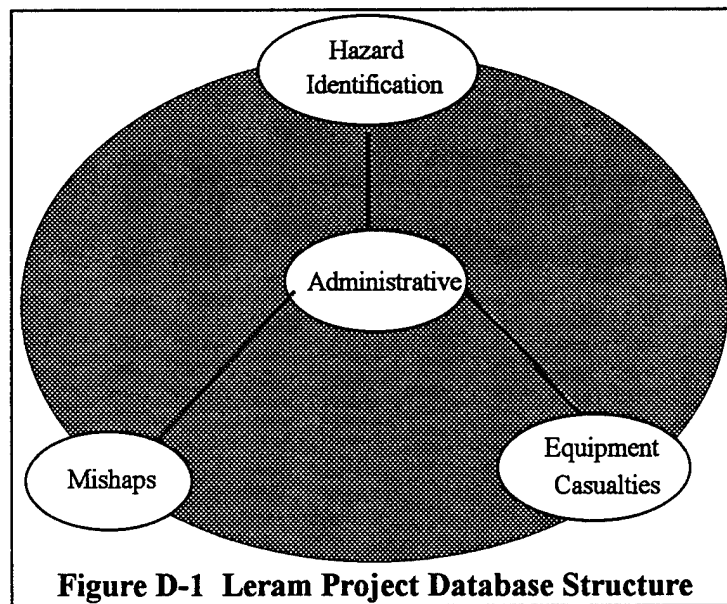 Hazard
Identification
Administrative
Mishaps
Equipment
Casualties
Figure D-1 Leram Project Database Structure